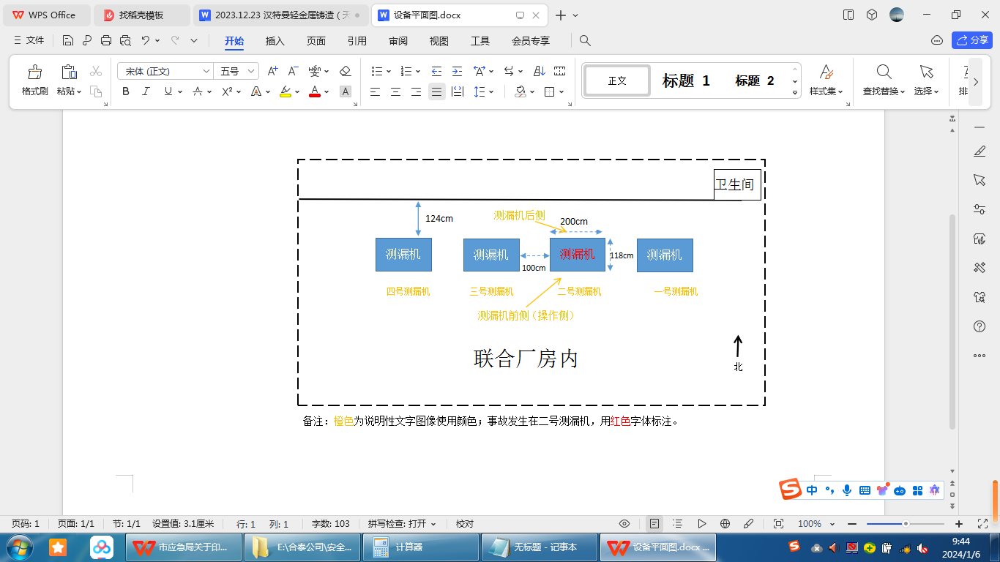 WPS Office
找稻壳模板
2023.12.23 汉特曼轻金属铸造（天
设备平面图.docx
文件
开始
插入
页面
引用
审阅
视图
工具
会员专享
分享
格式刷
粘贴
宋体 (正文)
五号
正文
标题 1
标题 2
样式集
查找替换
选择
排
卫生间
124cm
测漏机后侧
200cm
测漏机
测漏机
测漏机
测漏机
100cm
118cm
四号测漏机
三号测漏机
二号测漏机
一号测漏机
测漏机前侧（操作侧）
联合厂房内
北
备注：橙色为说明性文字图像使用颜色；事故发生在二号测漏机，用红色字体标注。
中
页码: 1
页面: 1/1
节: 1/1
设置值: 3.1厘米
行: 1
列: 1
字数: 103
拼写检查: 打开
校对
100%
市应急局关于印...
E:\合泰公司\安全...
计算器
无标题 - 记事本
设备平面图.docx ...
9:44
2024/1/6